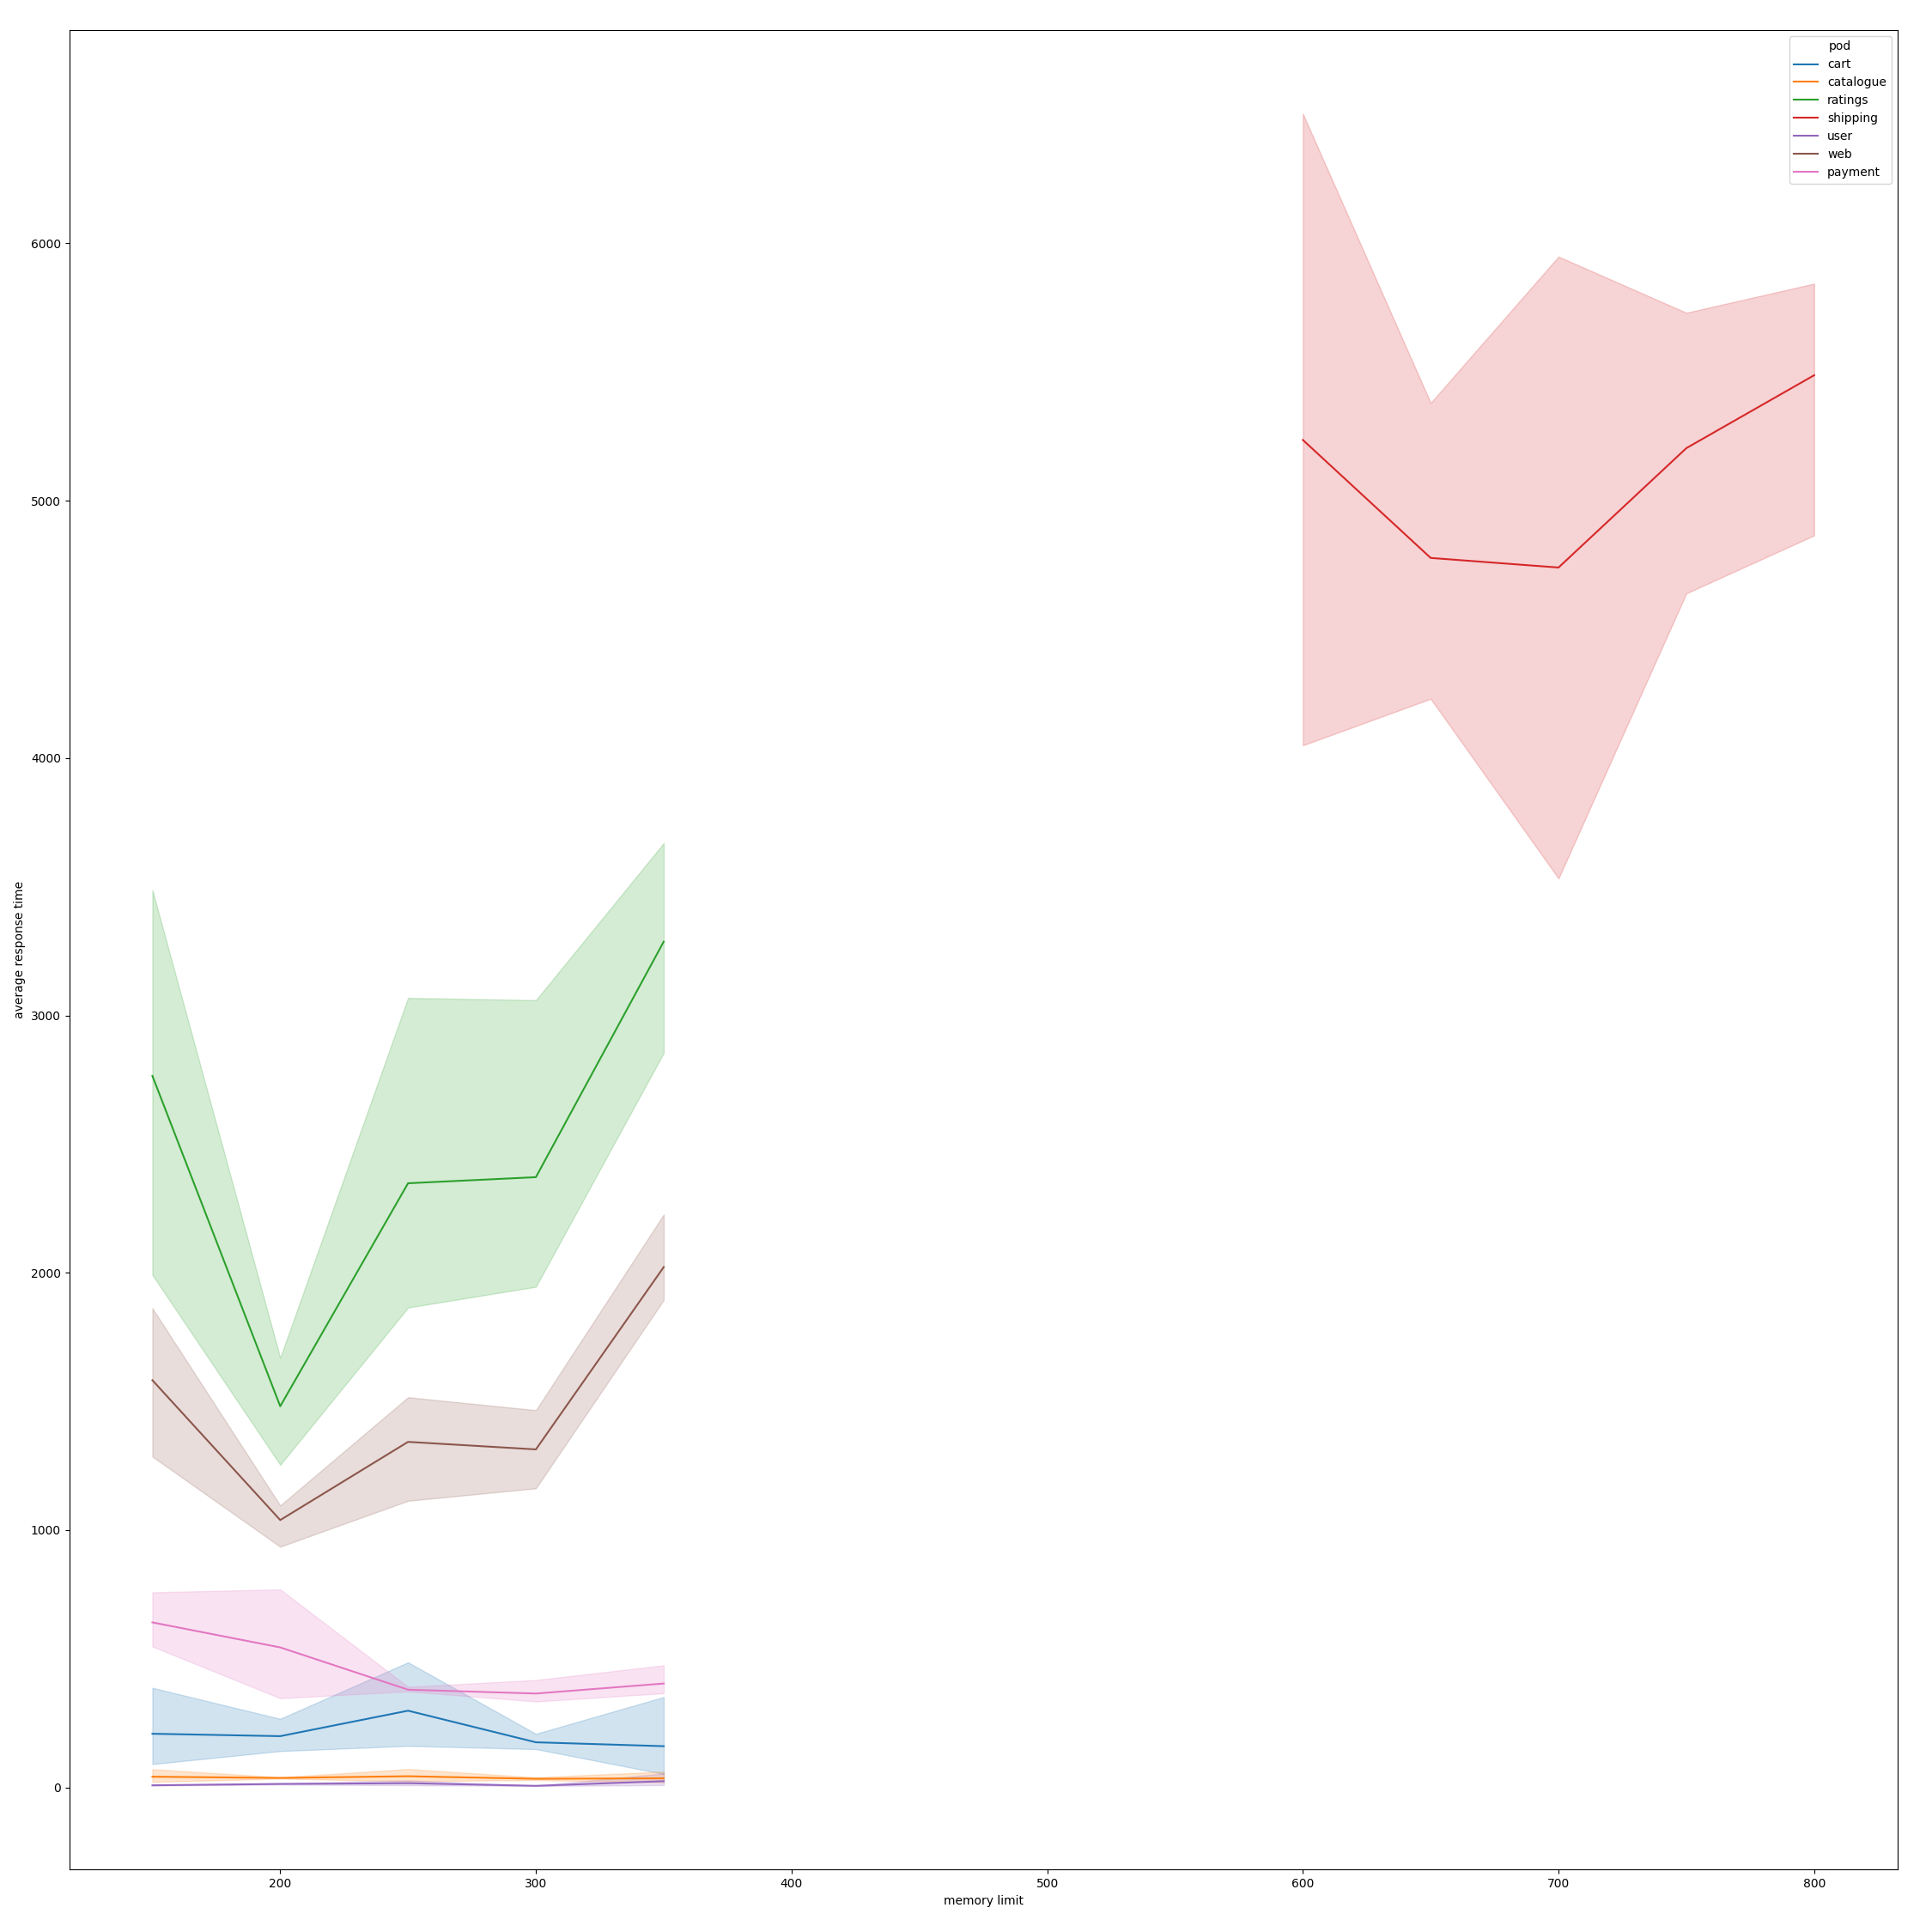 pod
cart
catalogue
ratings
shipping
user
web
payment
6000
5000
4000
3000
2000
1000
0
average response time
200 300 400 500 600 700 800
memory limit